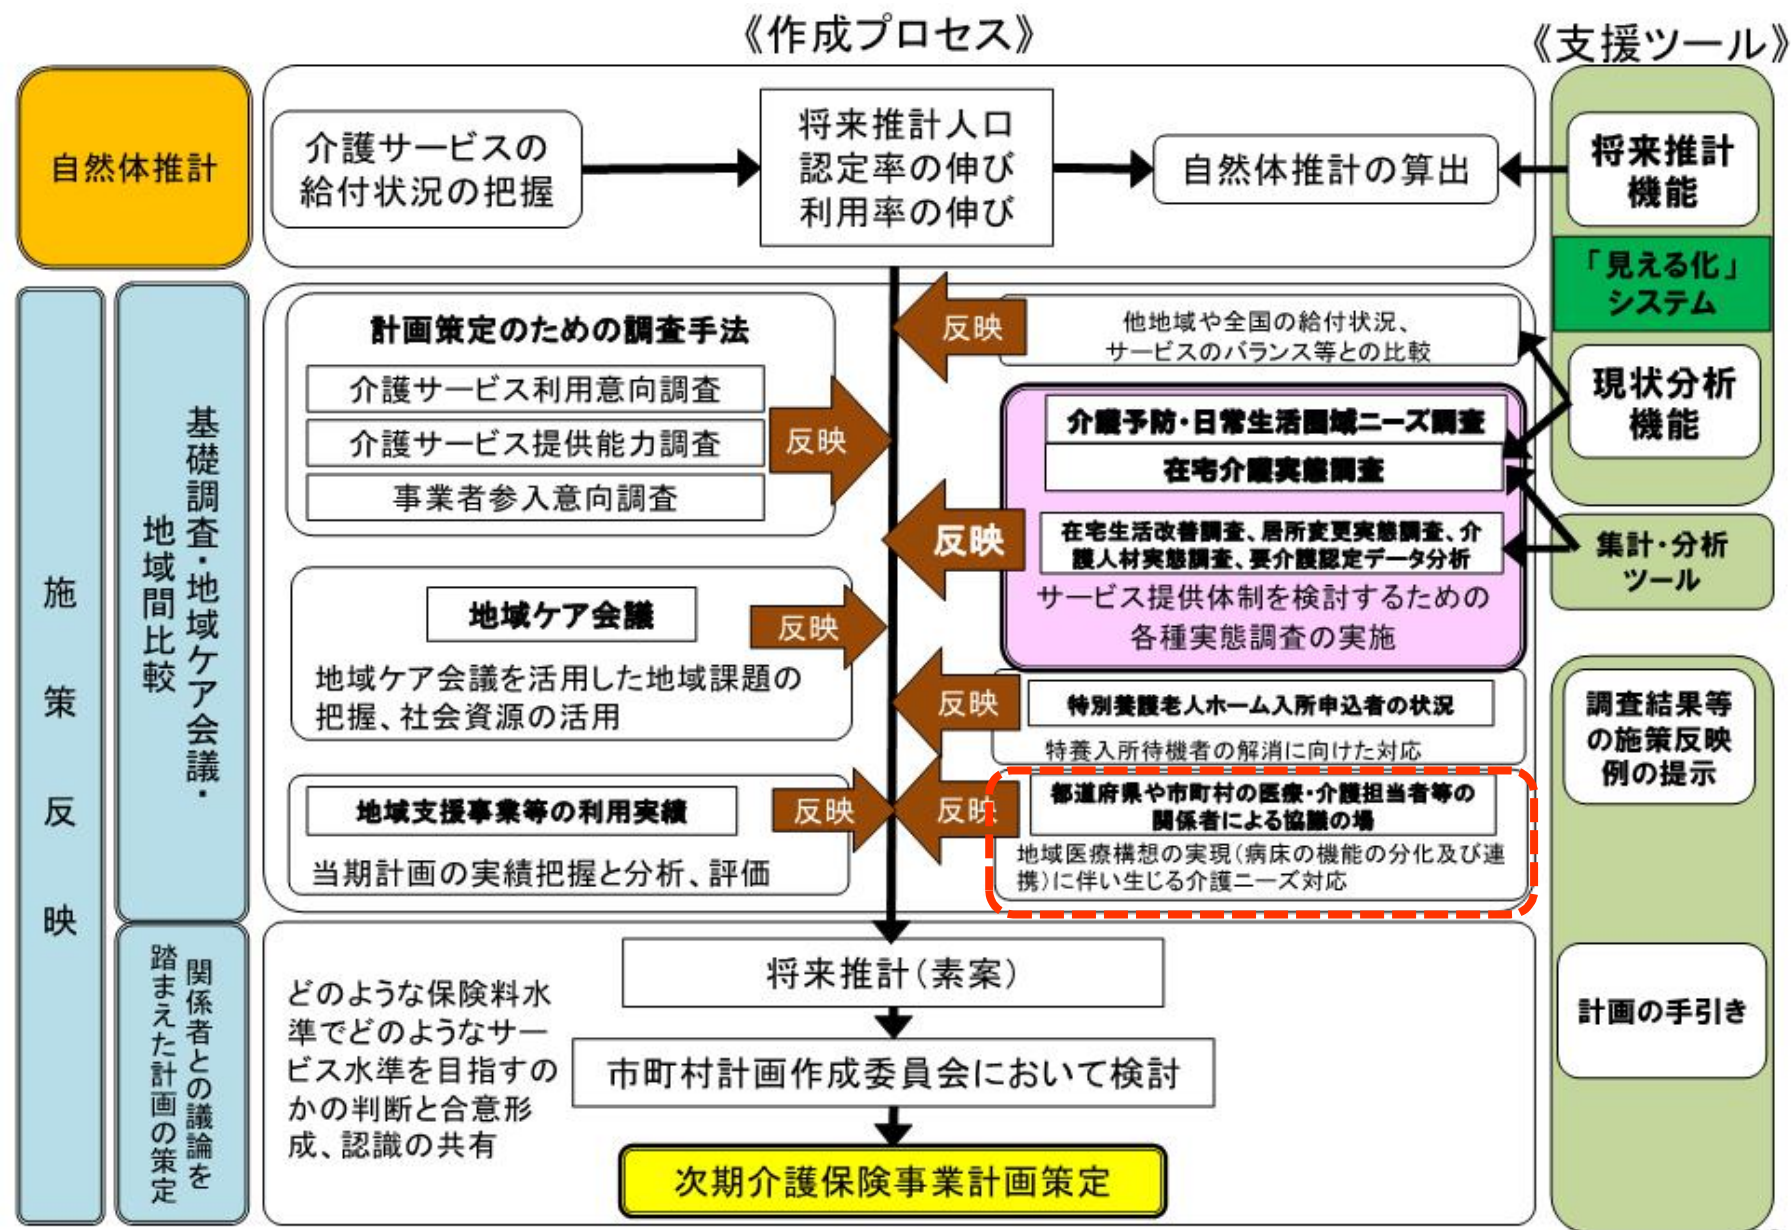 《作成プロセス》
《支援ツール》
自然体推計
介護サービスの
給付状況の把握
将来推計人口
認定率の伸び
利用率の伸び
自然体推計の算出
将来推計
機能
「見える化」
システム
現状分析
機能
集計・分析
ツール
調査結果等
の施策反映
例の提示
計画の手引き
施策反映
基礎調査・地域ケア会議・
地域間比較
計画策定のための調査手法
介護サービス利用意向調査
介護サービス提供能力調査
事業者参入意向調査
反映
反映
他地域や全国の給付状況、
サービスのバランス等との比較
介護予防・日常生活圏域ニーズ調査
在宅介護実態調査
反映
在宅生活改善調査、居所変更実態調査、介
護人材実態調査、要介護認定データ分析
サービス提供体制を検討するための
各種実態調査の実施
地域ケア会議
反映
地域ケア会議を活用した地域課題の
把握、社会資源の活用
反映
特別養護老人ホーム入所申込者の状況
特養入所待機者の解消に向けた対応
地域支援事業等の利用実績
反映
当期計画の実績把握と分析、評価
反映
都道府県や市町村の医療・介護担当者等の
関係者による協議の場
地域医療構想の実現（病床の機能の分化及び連
携）に伴い生じる介護ニーズ対応
関係者との議論を
踏まえた計画の策定
どのような保険料水
準でどのようなサー
ビス水準を目指すの
かの判断と合意形
成、認識の共有
将来推計（素案）
市町村計画作成委員会において検討
次期介護保険事業計画策定